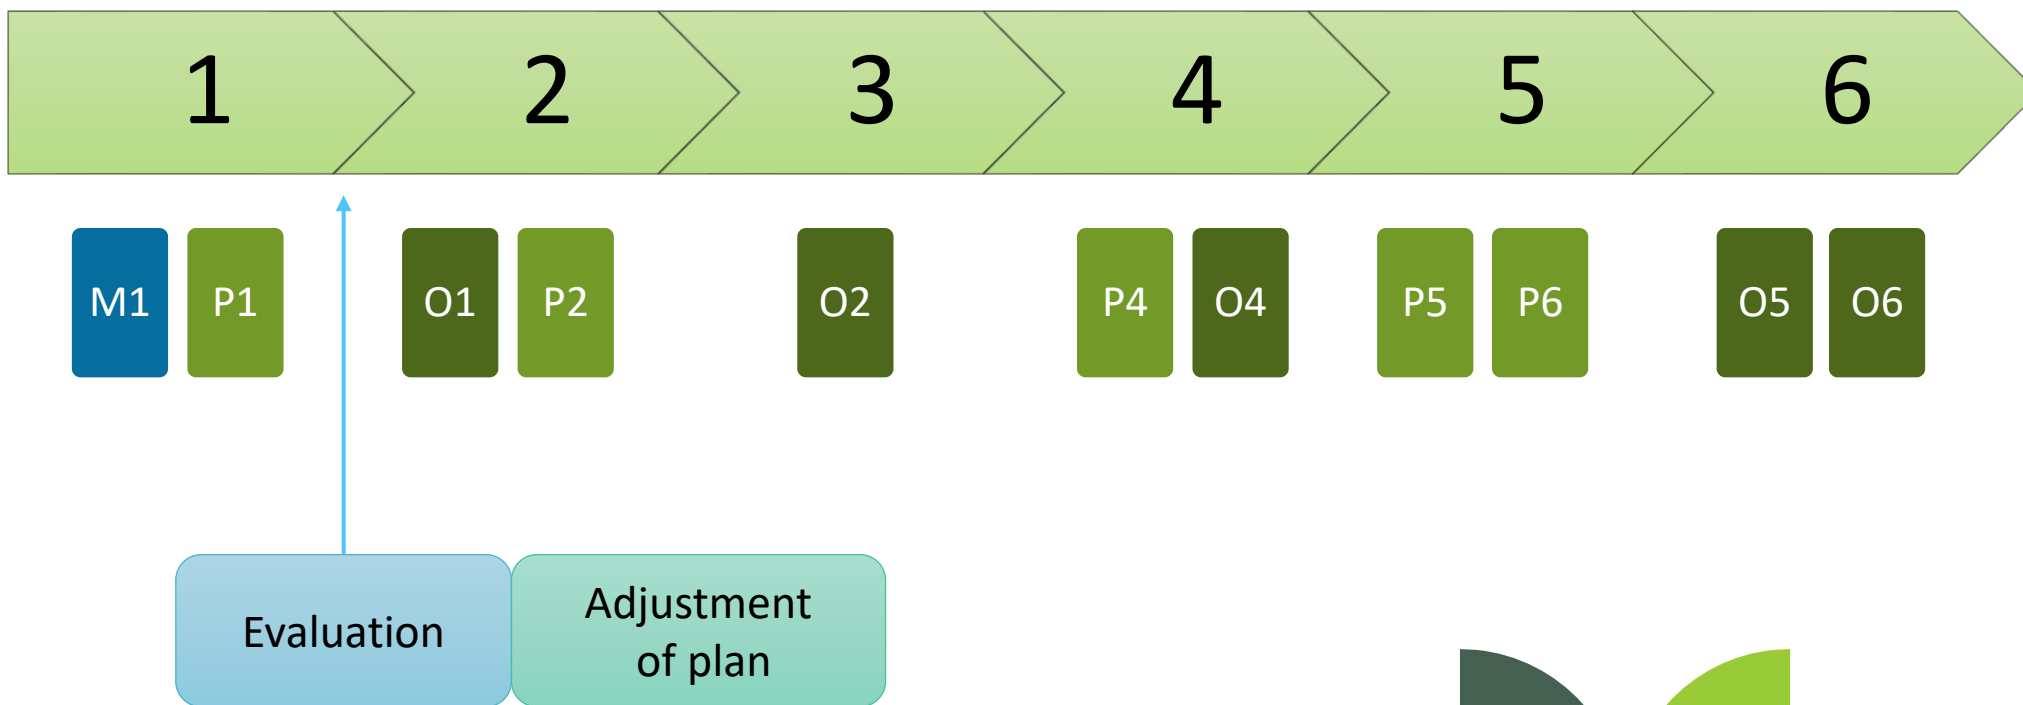 1 2 3 4 5 6
M1 P1 O1 P2 O2 P4 O4 P5 P6 O5 O6
Evaluation
Adjustment
of plan